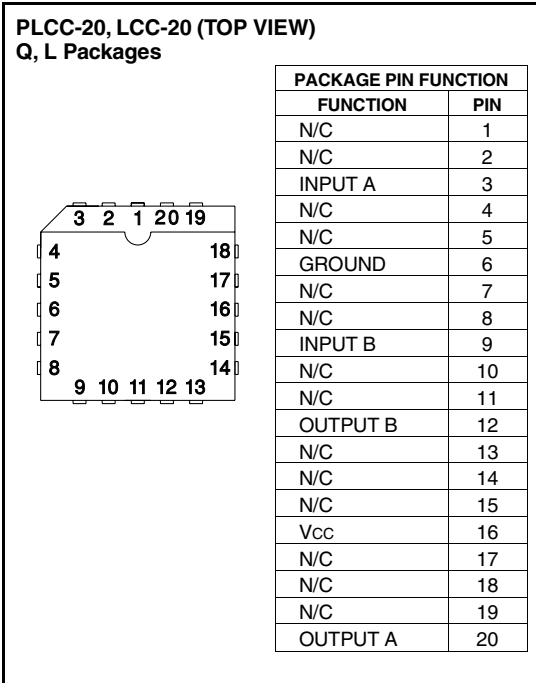 PLCC-20, LCC-20 (TOP VIEW)
Q, L Packages
3 2 1 20 19
4 18
5 17
6 16
7 15
8 14
9 10 11 12 13
PACKAGE PIN FUNCTION
FUNCTION PIN
N/C 1
N/C 2
INPUT A 3
N/C 4
N/C 5
GROUND 6
N/C 7
N/C 8
INPUT B 9
N/C 10
N/C 11
OUTPUT B 12
N/C 13
N/C 14
N/C 15
VCC 16
N/C 17
N/C 18
N/C 19
OUTPUT A 20